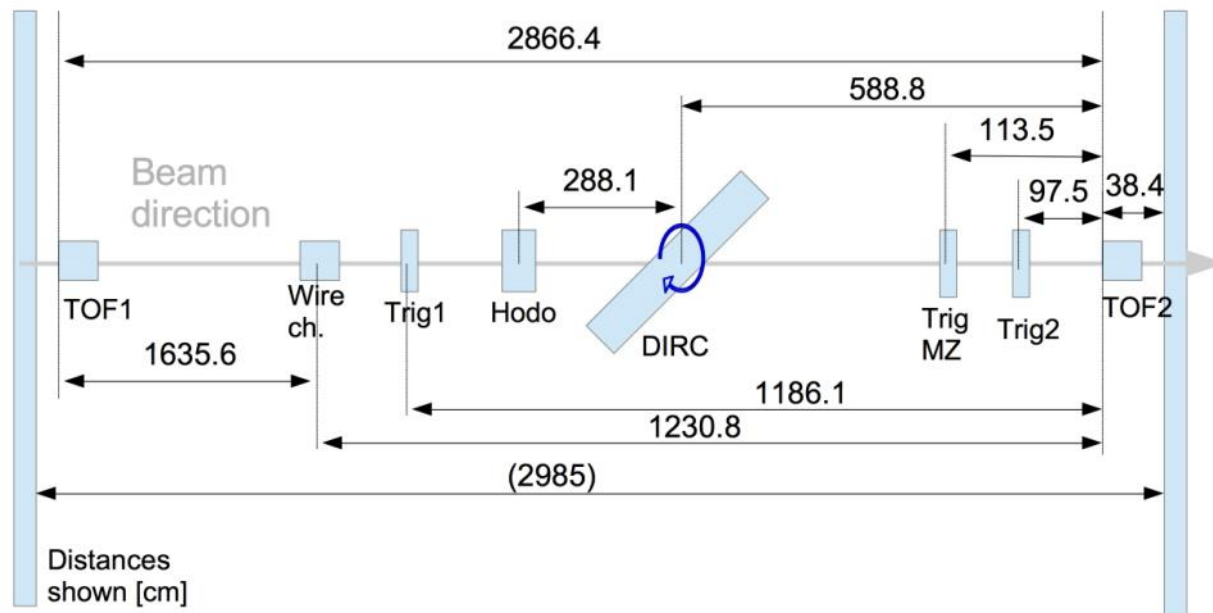 2866.4
588.8
113.5
Beam
direction
288.1
97.5
38.4
TOF1
Wire
ch.
Trig1
Hodo
DIRC
Trig
MZ
Trig2
TOF2
1635.6
1186.1
1230.8
(2985)
Distances
shown [cm]